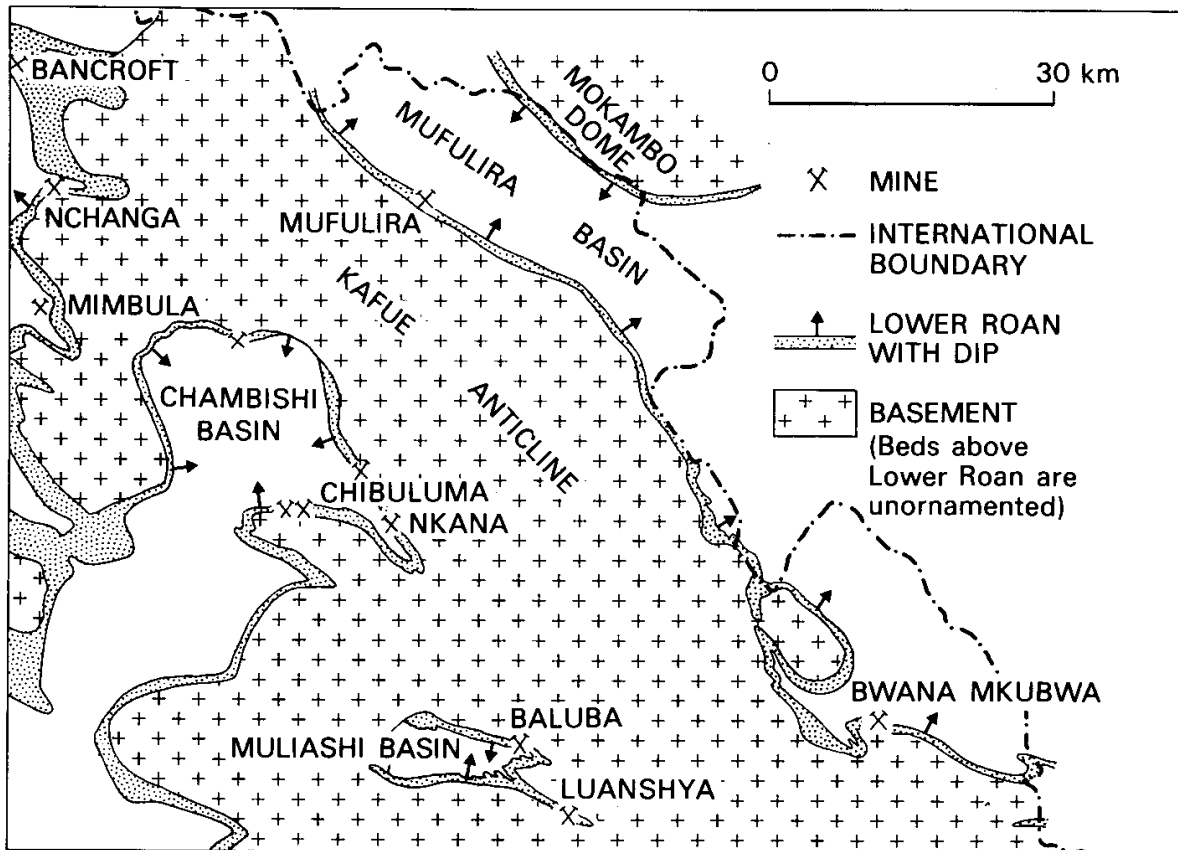 BANCROFT
NCHANGA
MIMBULA
MUFULIRA
KAFUE
ANTICLINE
MUFULIRA
BASIN
MOKAMBO
DOME
CHAMBISHI
BASIN
CHIBULUMA
NKANA
MULIASHI BASIN
BALUBA
LUANSHYA
BWANA MKUBWA
0 30 km
MINE
INTERNATIONAL
BOUNDARY
LOWER ROAN
WITH DIP
BASEMENT
(Beds above
Lower Roan are
unornamented)